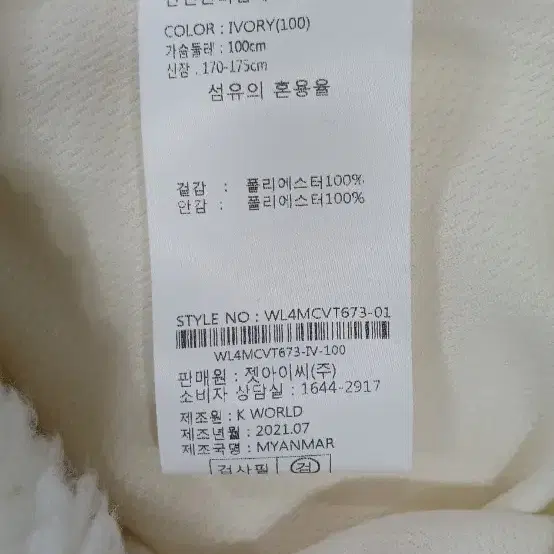 COLOR : IVORY(100)
가슴둘레 : 100cm
신장 : 170-175cm
섬유의 혼용율
겉감 : 폴리에스터100%
안감 : 폴리에스터100%
STYLE NO : WL4MCVT673-01
WL4MCVT673-IV-100
판매원 : 젯아이씨(주)
소비자 상담실 : 1644-2917
제조원 : K WORLD
제조년월 : 2021.07
제조국명 : MYANMAR
검사필 검